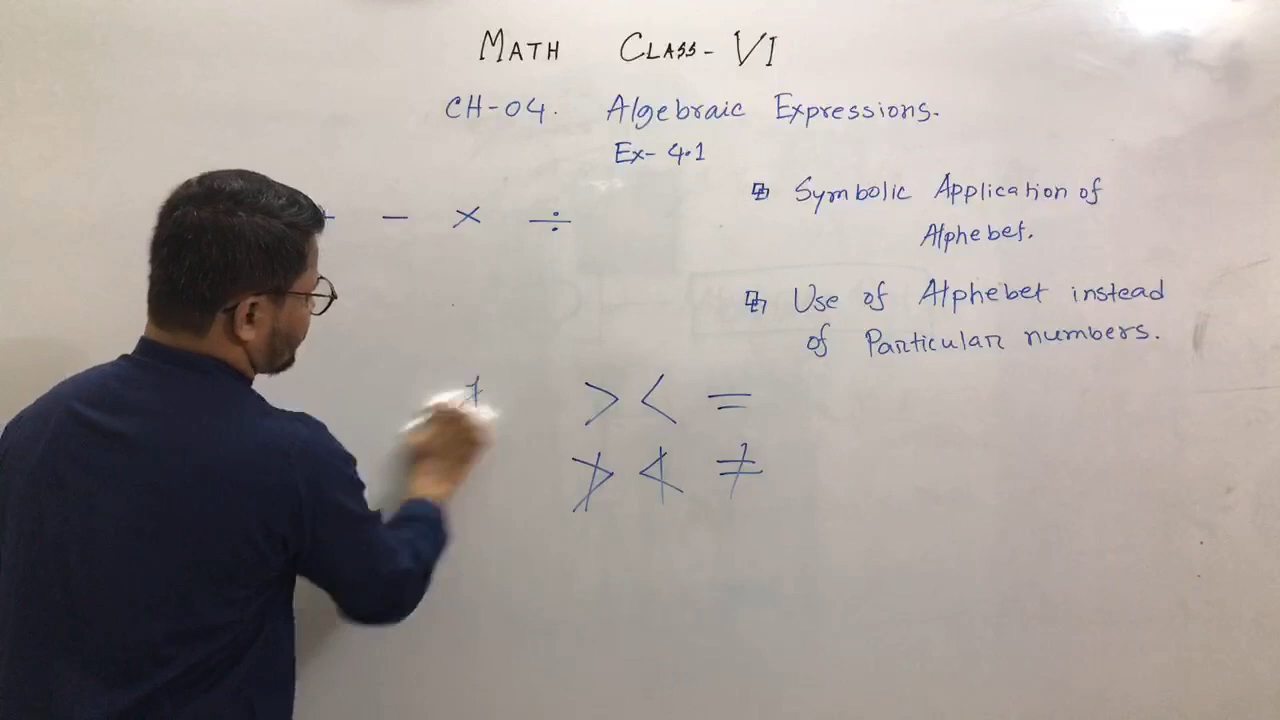 MATH CLASS-VI
CH-04. Algebraic Expressions.
Ex- 4.1
+ − × ÷
Symbolic Application of
Alphebet.
Use of Alphebet instead
of Particular numbers.
> < =
≯ ≮ ≠